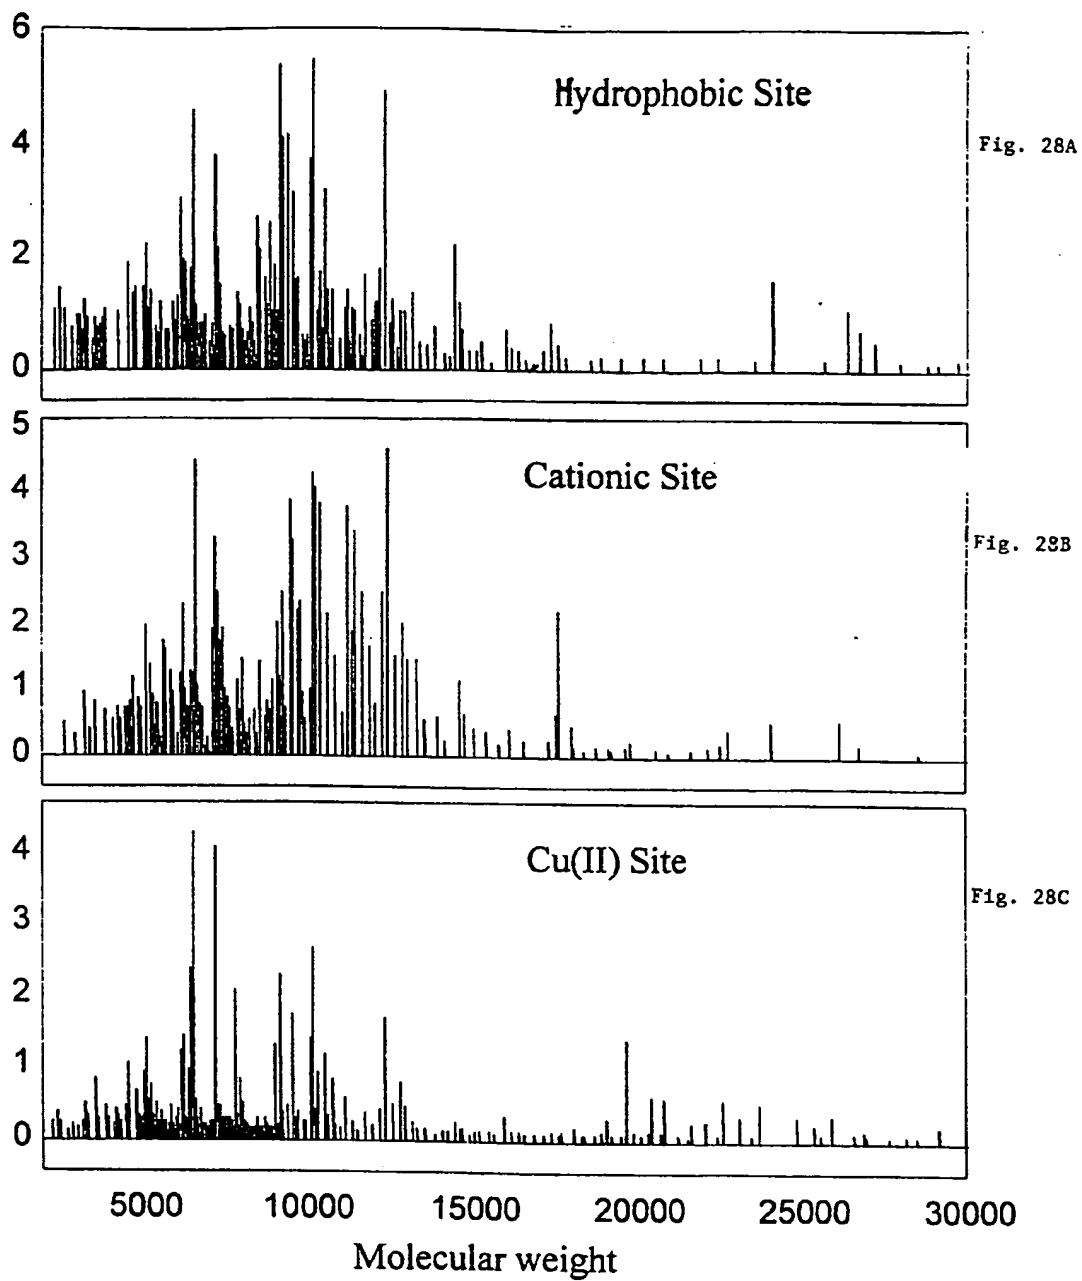 6
Hydrophobic Site
Fig. 28A
4
2
0
5
Cationic Site
4
Fig. 28B
3
2
1
0
4
Cu(II) Site
Fig. 28C
3
2
1
0
5000 10000 15000 20000 25000 30000
Molecular weight